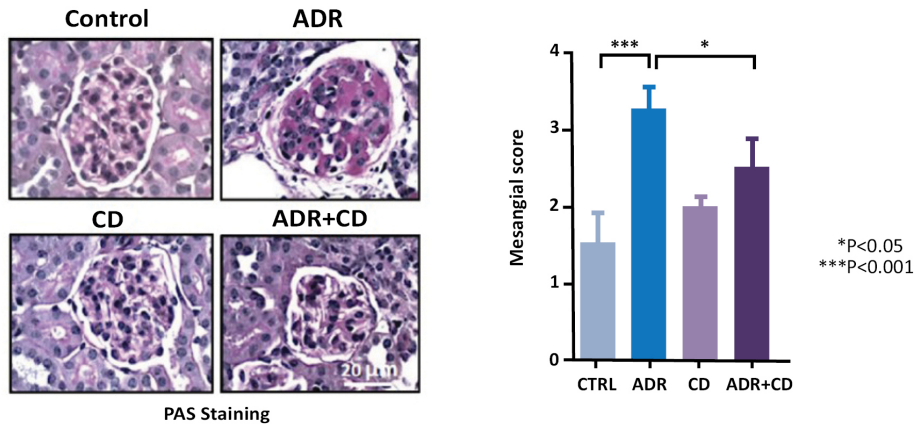 Control
ADR
CD
ADR+CD
20 μm
PAS Staining
Mesangial score
4
3
2
1
0
***
*
CTRL
ADR
CD
ADR+CD
*P<0.05
***P<0.001